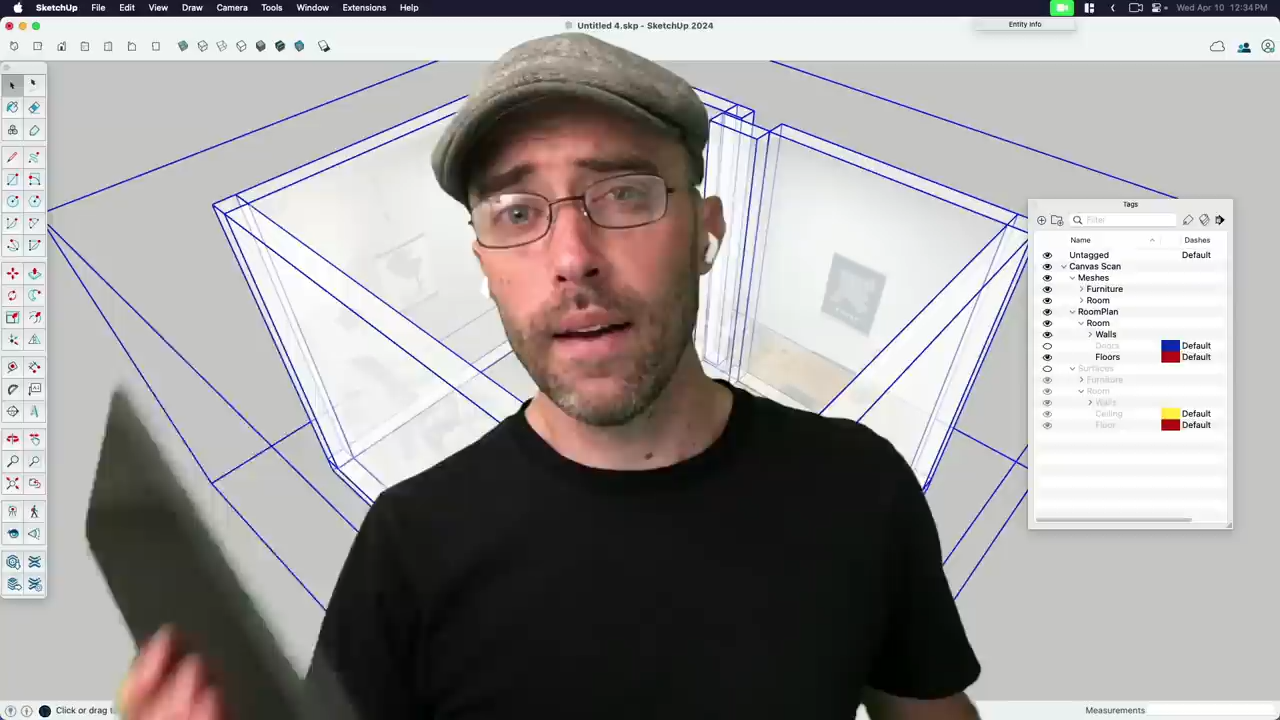 SketchUp File Edit View Draw Camera Tools Window Extensions Help
Wed Apr 10 12:34 PM
Untitled 4.skp - SketchUp 2024
Entity Info
Tags
Filter
Name Dashes
Untagged Default
Canvas Scan
Meshes
Furniture
Room
RoomPlan
Room
Walls
Doors Default
Floors Default
Surfaces
Furniture
Room
Walls
Ceiling Default
Floor Default
Click or drag
Measurements